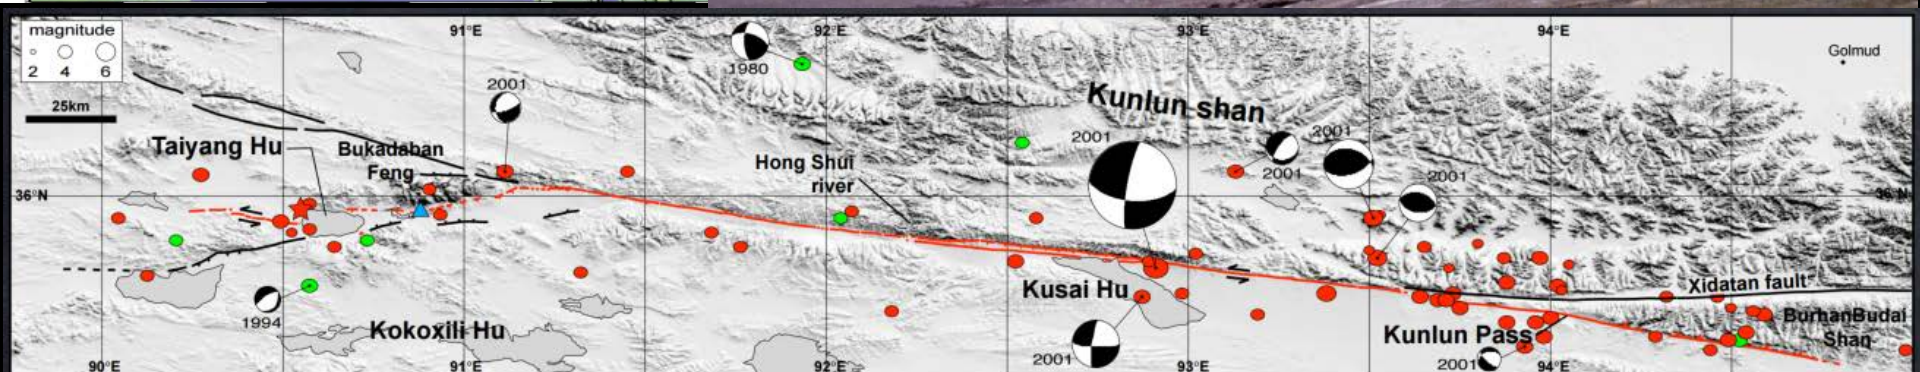 magnitude
2 4 6
25km
91°E
92°E
93°E
94°E
Golmud
1980
2001
Kunlun shan
2001
2001
2001
2001
Taiyang Hu
Bukadaban
Feng
Hong Shui
river
36°N
36°N
Kusai Hu
Xidatan fault
1994
Kokoxili Hu
2001
Kunlun Pass
2001
BurhanBudai
Shan
90°E
91°E
92°E
93°E
94°E